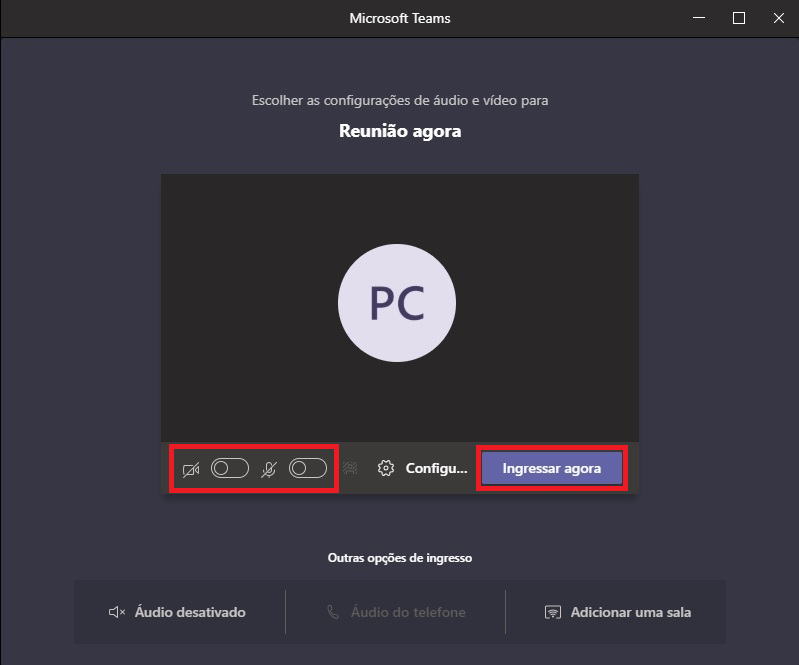 Microsoft Teams
Escolher as configurações de áudio e vídeo para
Reunião agora
PC
Configu... Ingressar agora
Outras opções de ingresso
Áudio desativado Áudio do telefone Adicionar uma sala